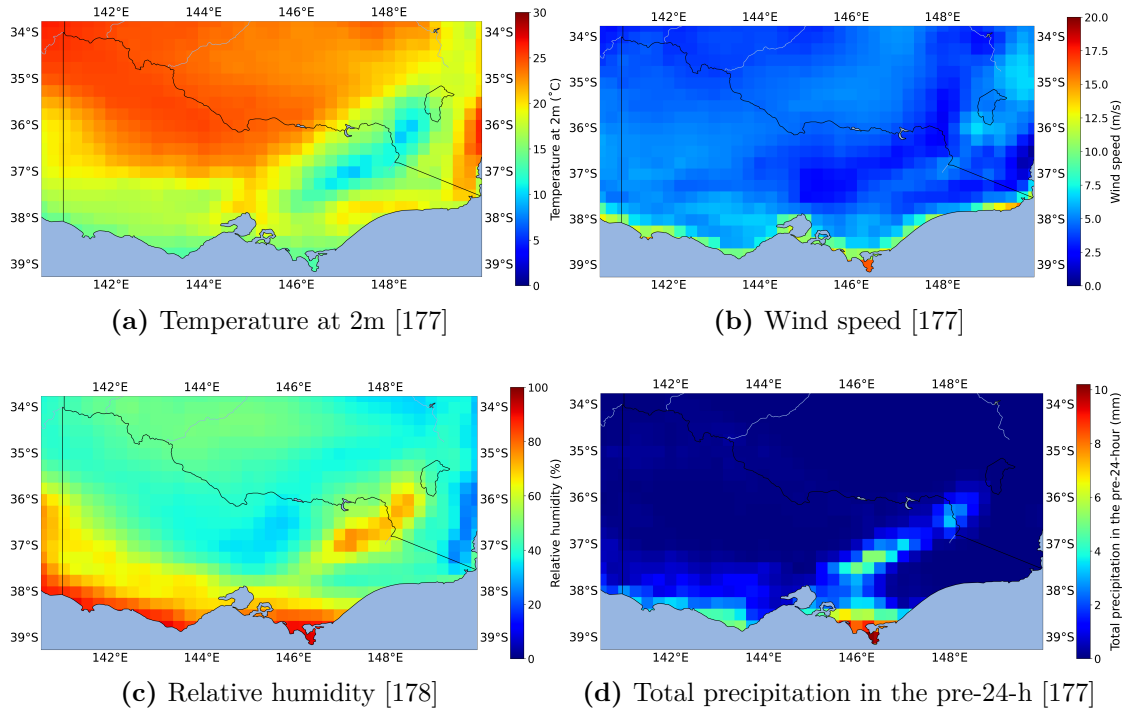 142°E 144°E 146°E 148°E
34°S 34°S
35°S 35°S
36°S 36°S
37°S 37°S
38°S 38°S
39°S 39°S
142°E 144°E 146°E 148°E
30
25
20
15
10
5
0
Temperature at 2m (°C)
(a) Temperature at 2m [177]
142°E 144°E 146°E 148°E
34°S 34°S
35°S 35°S
36°S 36°S
37°S 37°S
38°S 38°S
39°S 39°S
142°E 144°E 146°E 148°E
20.0
17.5
15.0
12.5
10.0
7.5
5.0
2.5
0.0
Wind speed (m/s)
(b) Wind speed [177]
142°E 144°E 146°E 148°E
34°S 34°S
35°S 35°S
36°S 36°S
37°S 37°S
38°S 38°S
39°S 39°S
142°E 144°E 146°E 148°E
100
80
60
40
20
0
Relative humidity (%)
(c) Relative humidity [178]
142°E 144°E 146°E 148°E
34°S 34°S
35°S 35°S
36°S 36°S
37°S 37°S
38°S 38°S
39°S 39°S
142°E 144°E 146°E 148°E
10
8
6
4
2
0
Total precipitation in the pre-24-hour (mm)
(d) Total precipitation in the pre-24-h [177]